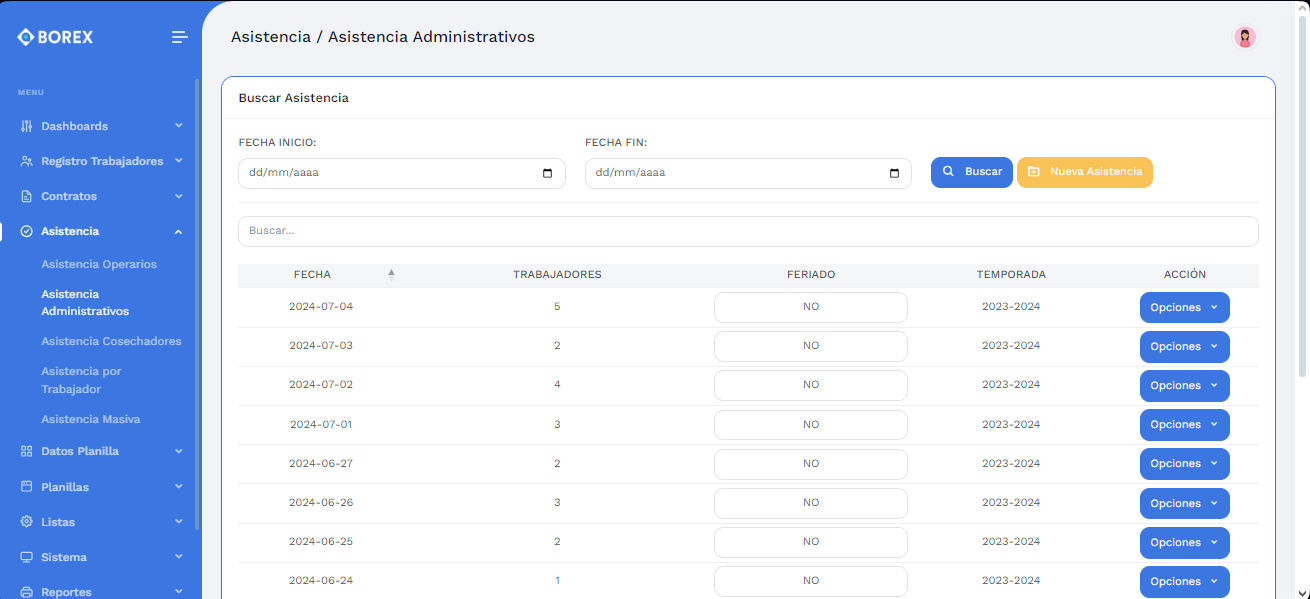 BOREX
Asistencia / Asistencia Administrativos
MENU
Dashboards
Registro Trabajadores
Contratos
Asistencia
Asistencia Operarios
Asistencia
Administrativos
Asistencia Cosechadores
Asistencia por
Trabajador
Asistencia Masiva
Datos Planilla
Planillas
Listas
Sistema
Reportes
Buscar Asistencia
FECHA INICIO: FECHA FIN:
dd/mm/aaaa dd/mm/aaaa Buscar Nueva Asistencia
Buscar...
FECHA TRABAJADORES FERIADO TEMPORADA ACCIÓN
2024-07-04 5 NO 2023-2024 Opciones
2024-07-03 2 NO 2023-2024 Opciones
2024-07-02 4 NO 2023-2024 Opciones
2024-07-01 3 NO 2023-2024 Opciones
2024-06-27 2 NO 2023-2024 Opciones
2024-06-26 3 NO 2023-2024 Opciones
2024-06-25 2 NO 2023-2024 Opciones
2024-06-24 1 NO 2023-2024 Opciones